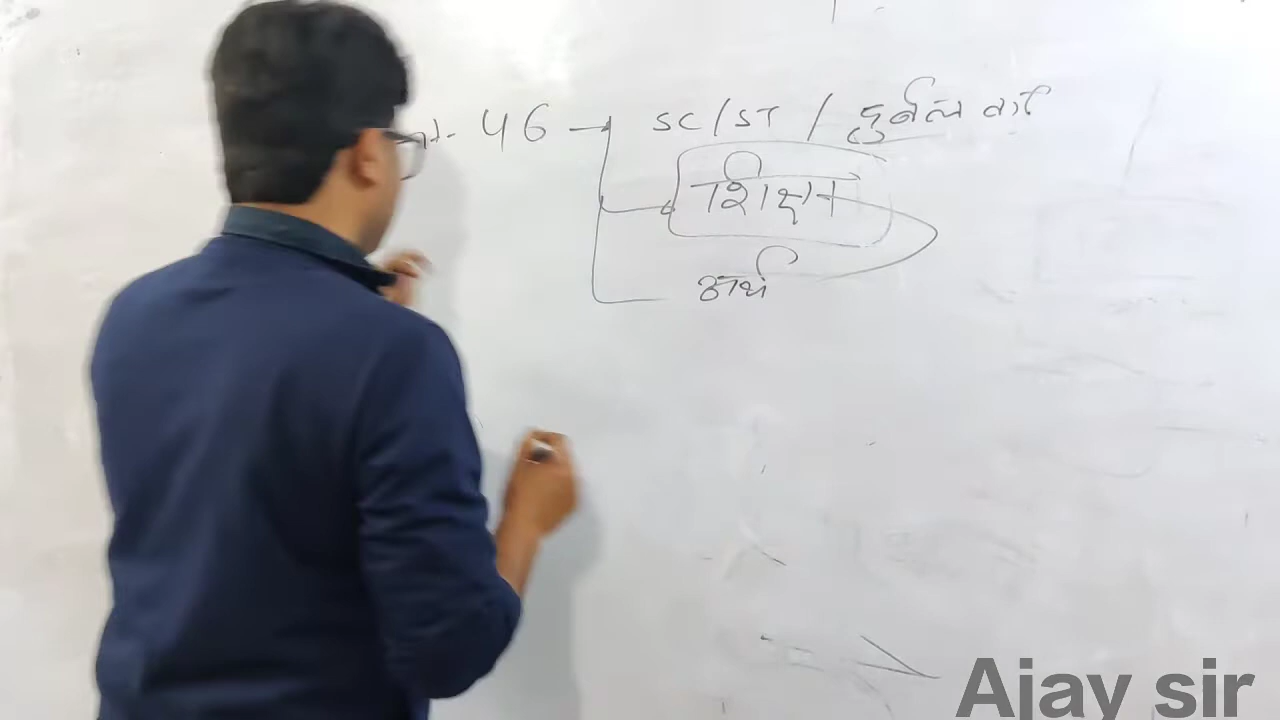 46 → SC/ST / दुर्बल वर्ग
शिक्षा
अर्थ
Ajay sir